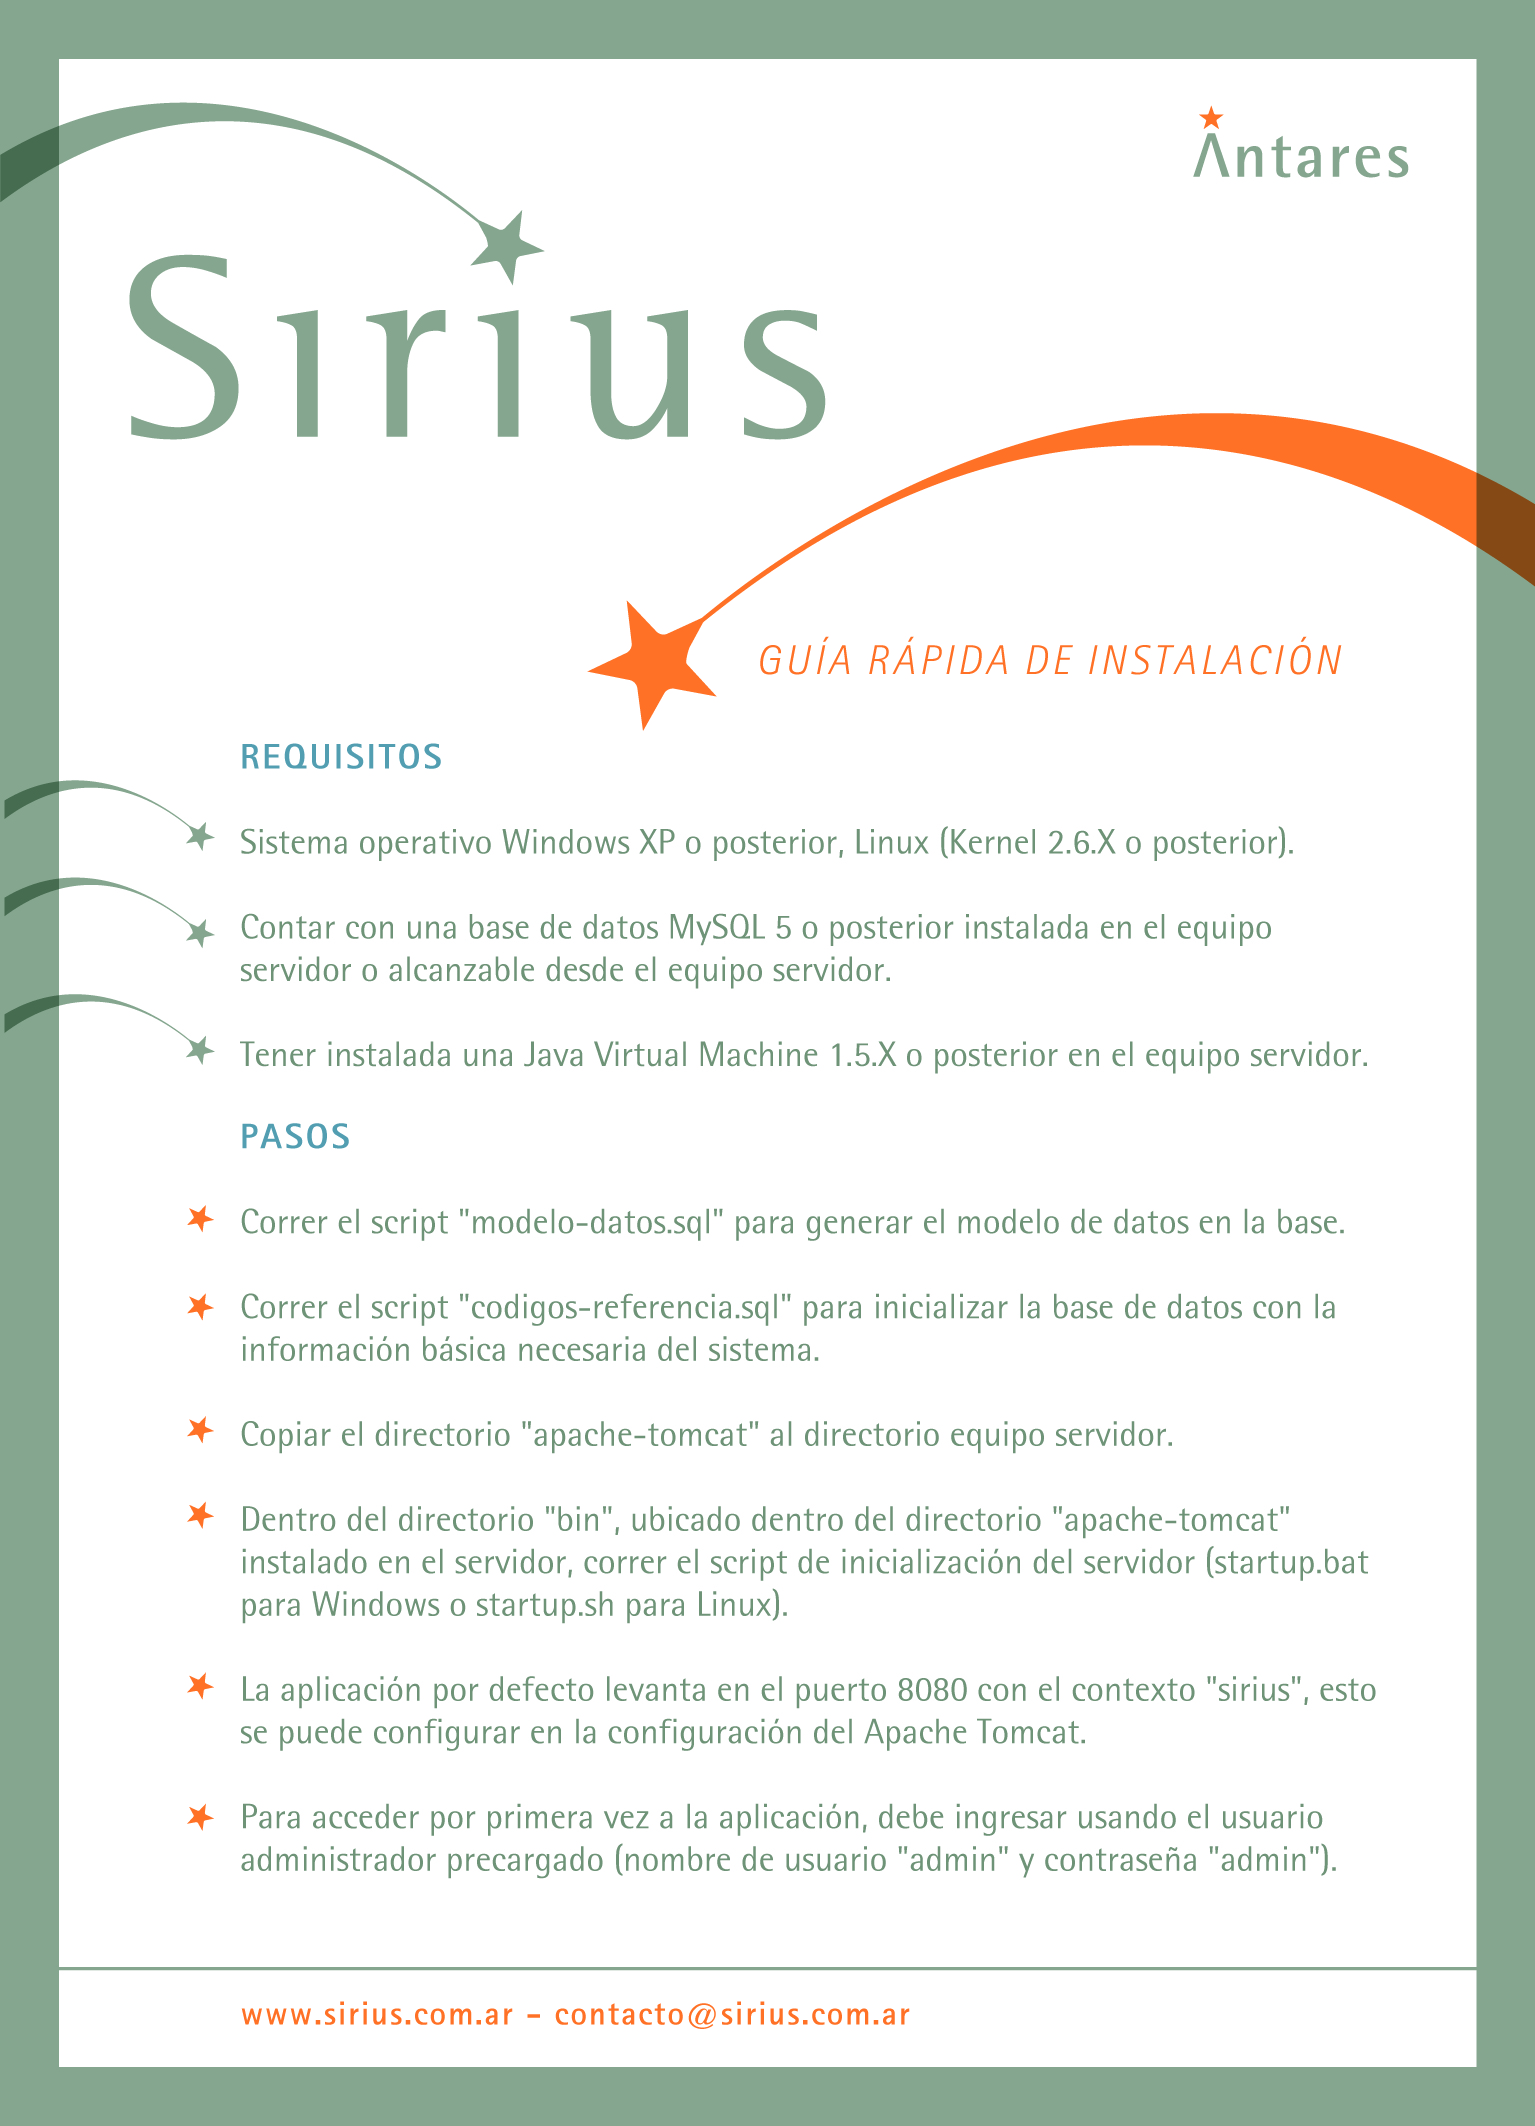 Antares
Sirius
GUÍA RÁPIDA DE INSTALACIÓN
REQUISITOS
Sistema operativo Windows XP o posterior, Linux (Kernel 2.6.X o posterior).
Contar con una base de datos MySQL 5 o posterior instalada en el equipo
servidor o alcanzable desde el equipo servidor.
Tener instalada una Java Virtual Machine 1.5.X o posterior en el equipo servidor.
PASOS
Correr el script "modelo-datos.sql" para generar el modelo de datos en la base.
Correr el script "codigos-referencia.sql" para inicializar la base de datos con la
información básica necesaria del sistema.
Copiar el directorio "apache-tomcat" al directorio equipo servidor.
Dentro del directorio "bin", ubicado dentro del directorio "apache-tomcat"
instalado en el servidor, correr el script de inicialización del servidor (startup.bat
para Windows o startup.sh para Linux).
La aplicación por defecto levanta en el puerto 8080 con el contexto "sirius", esto
se puede configurar en la configuración del Apache Tomcat.
Para acceder por primera vez a la aplicación, debe ingresar usando el usuario
administrador precargado (nombre de usuario "admin" y contraseña "admin").
www.sirius.com.ar - contacto@sirius.com.ar